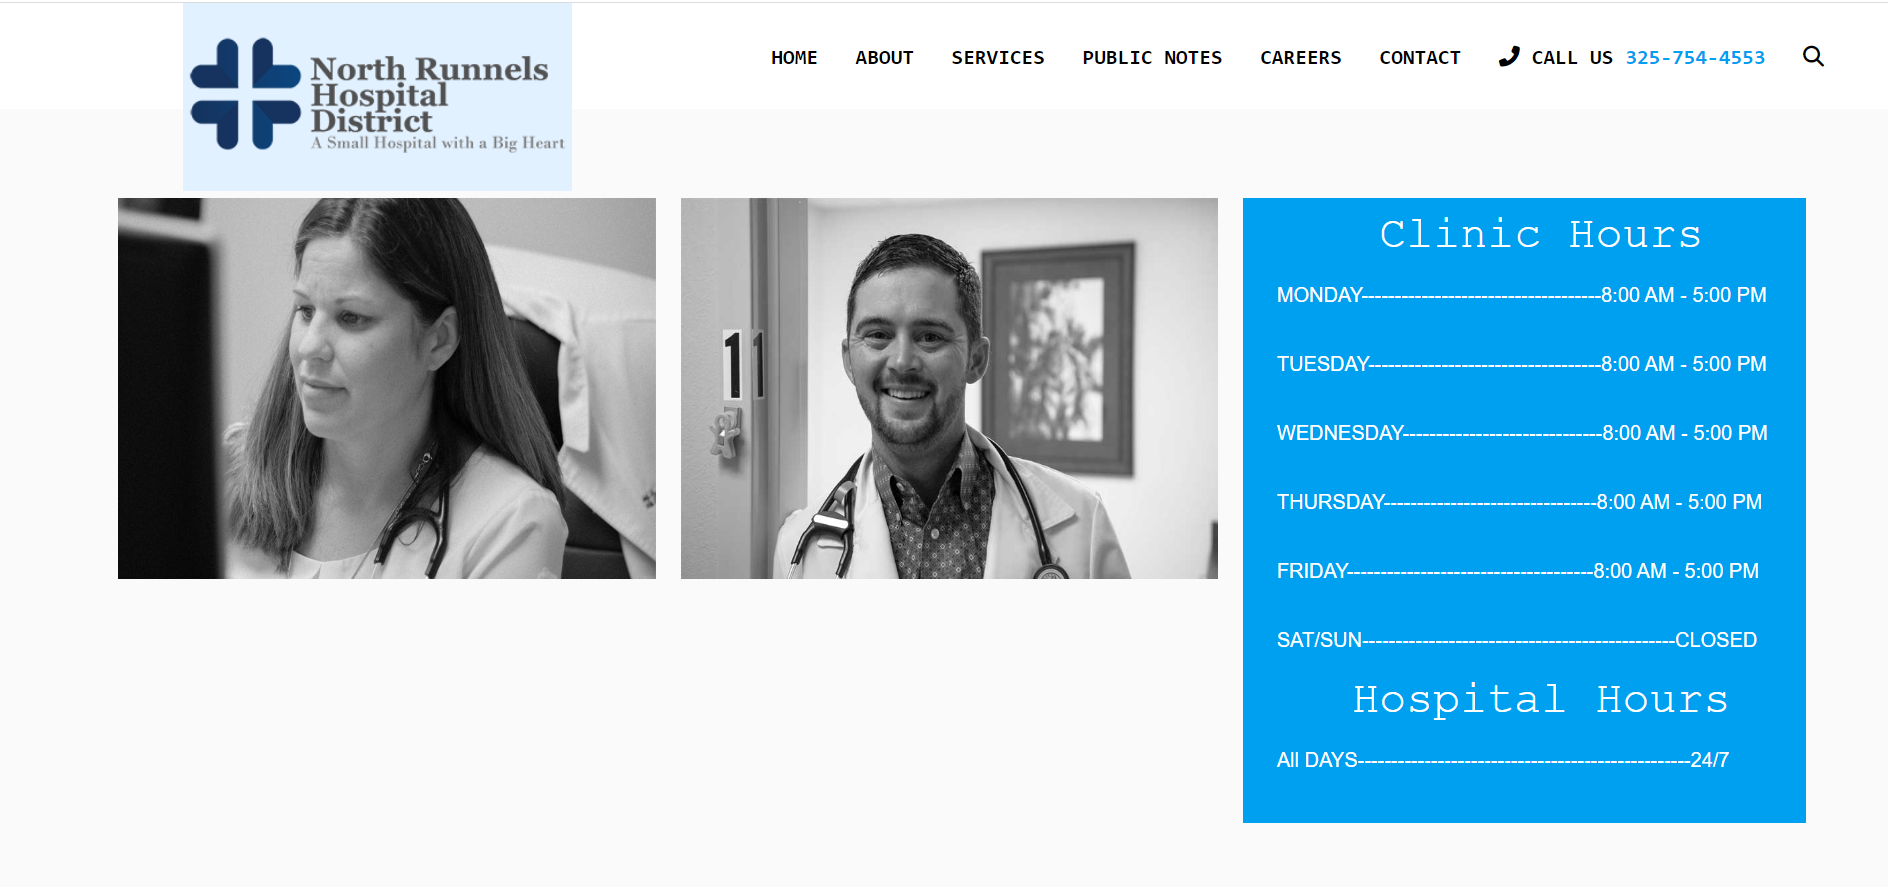 North Runnels
Hospital
District
A Small Hospital with a Big Heart
HOME ABOUT SERVICES PUBLIC NOTES CAREERS CONTACT CALL US 325-754-4553
11
Clinic Hours
MONDAY------------------------------------8:00 AM - 5:00 PM
TUESDAY-----------------------------------8:00 AM - 5:00 PM
WEDNESDAY------------------------------8:00 AM - 5:00 PM
THURSDAY--------------------------------8:00 AM - 5:00 PM
FRIDAY-------------------------------------8:00 AM - 5:00 PM
SAT/SUN-----------------------------------------------CLOSED
Hospital Hours
All DAYS--------------------------------------------------24/7